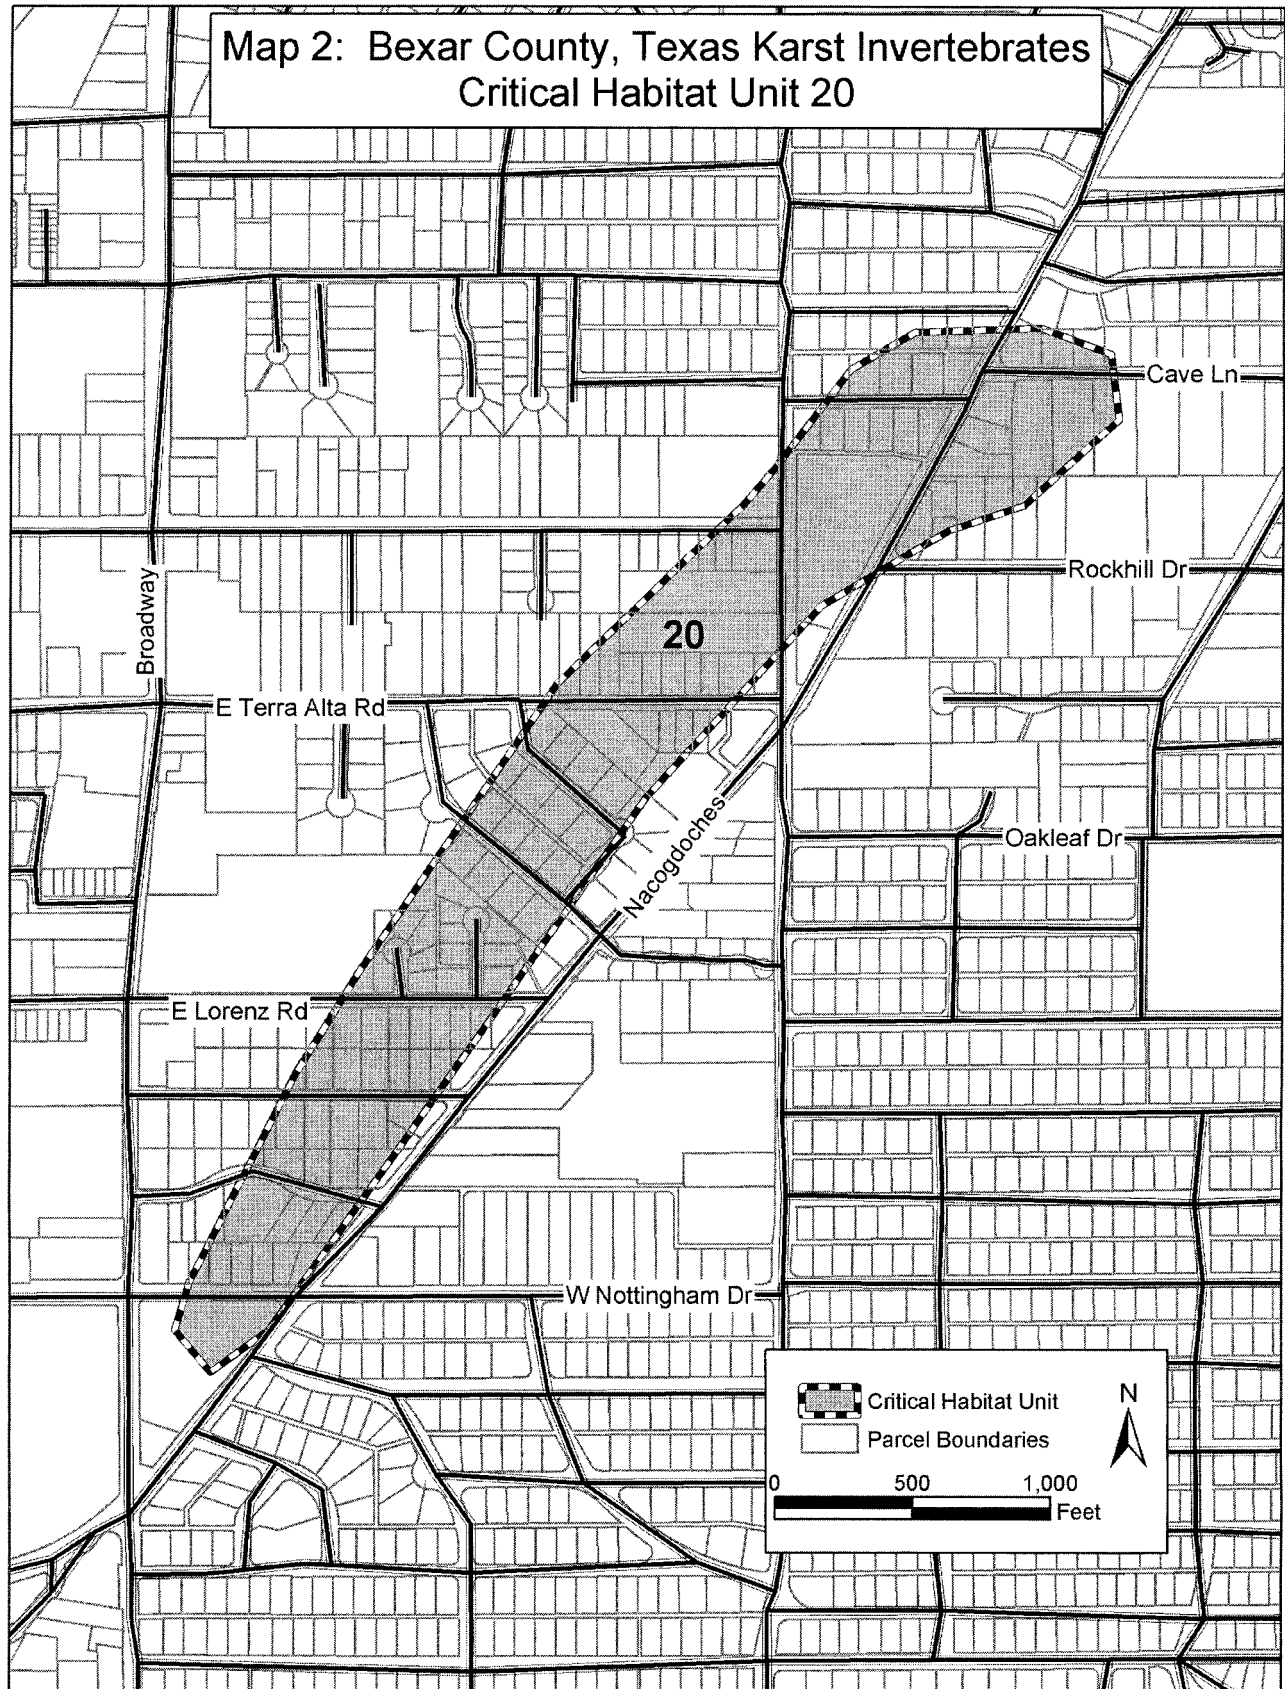 Map 2: Bexar County, Texas Karst Invertebrates
Critical Habitat Unit 20
Cave Ln
Rockhill Dr
Broadway
20
E Terra Alta Rd
Nacogdoches
Oakleaf Dr
E Lorenz Rd
W Nottingham Dr
Critical Habitat Unit
Parcel Boundaries
N
0 500 1,000
Feet